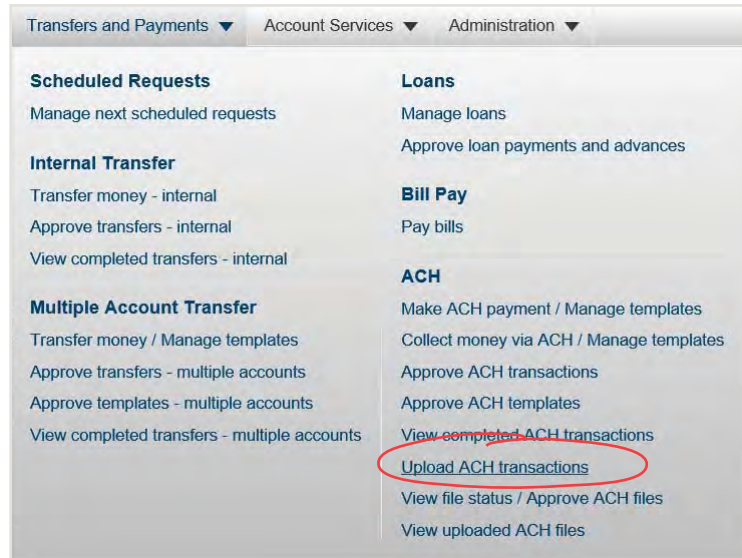 Transfers and Payments ▼ Account Services ▼ Administration ▼
Scheduled Requests
Manage next scheduled requests
Internal Transfer
Transfer money - internal
Approve transfers - internal
View completed transfers - internal
Multiple Account Transfer
Transfer money / Manage templates
Approve transfers - multiple accounts
Approve templates - multiple accounts
View completed transfers - multiple accounts
Loans
Manage loans
Approve loan payments and advances
Bill Pay
Pay bills
ACH
Make ACH payment / Manage templates
Collect money via ACH / Manage templates
Approve ACH transactions
Approve ACH templates
View completed ACH transactions
Upload ACH transactions
View file status / Approve ACH files
View uploaded ACH files